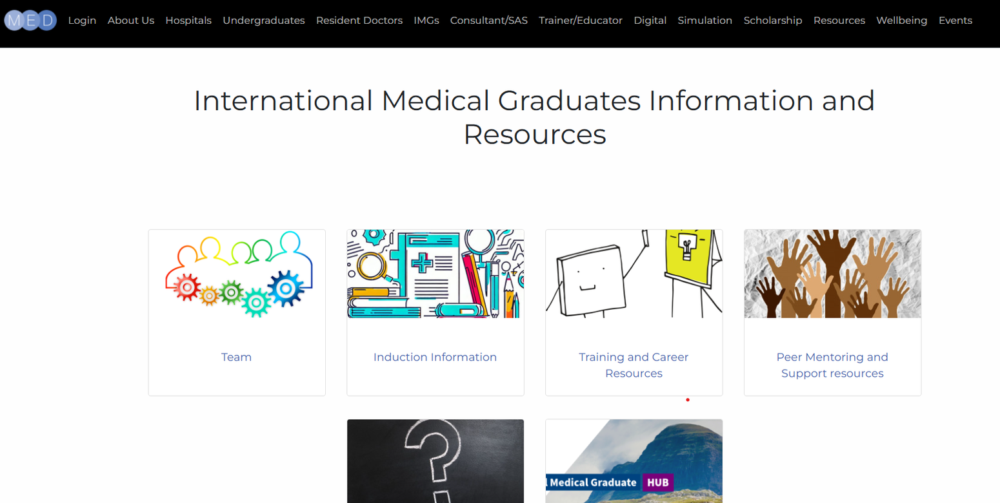 MED Login About Us Hospitals Undergraduates Resident Doctors IMGs Consultant/SAS Trainer/Educator Digital Simulation Scholarship Resources Wellbeing Events
International Medical Graduates Information and
Resources
Team
Induction Information
Training and Career
Resources
Peer Mentoring and
Support resources
?
l Medical Graduate HUB